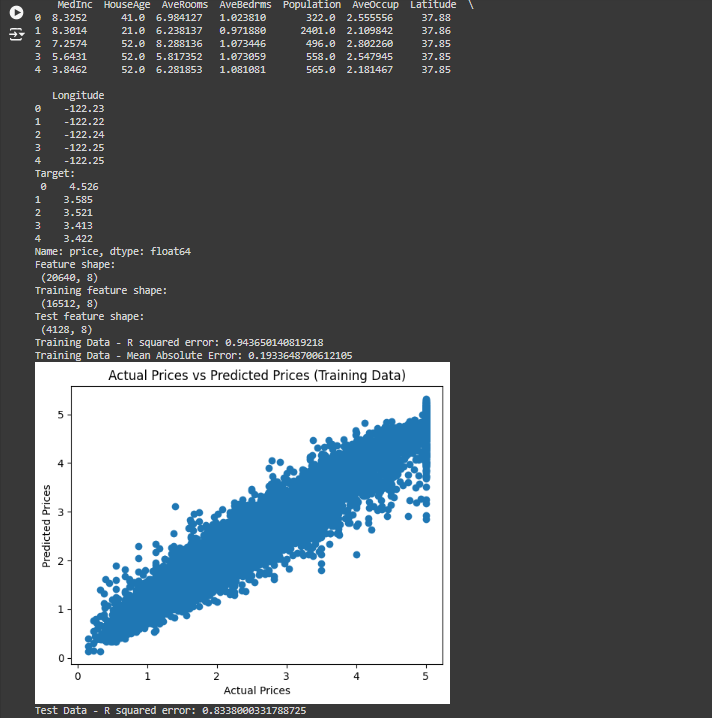 MedInc HouseAge AveRooms AveBedrms Population AveOccup Latitude \
0 8.3252 41.0 6.984127 1.023810 322.0 2.555556 37.88
1 8.3014 21.0 6.238137 0.971880 2401.0 2.109842 37.86
2 7.2574 52.0 8.288136 1.073446 496.0 2.802260 37.85
3 5.6431 52.0 5.817352 1.073059 558.0 2.547945 37.85
4 3.8462 52.0 6.281853 1.081081 565.0 2.181467 37.85
Longitude
0 -122.23
1 -122.22
2 -122.24
3 -122.25
4 -122.25
Target:
0 4.526
1 3.585
2 3.521
3 3.413
4 3.422
Name: price, dtype: float64
Feature shape:
(20640, 8)
Training feature shape:
(16512, 8)
Test feature shape:
(4128, 8)
Training Data - R squared error: 0.943650140819218
Training Data - Mean Absolute Error: 0.1933648700612105
Actual Prices vs Predicted Prices (Training Data)
Predicted Prices
5
4
3
2
1
0
0 1 2 3 4 5
Actual Prices
Test Data - R squared error: 0.8338000331788725